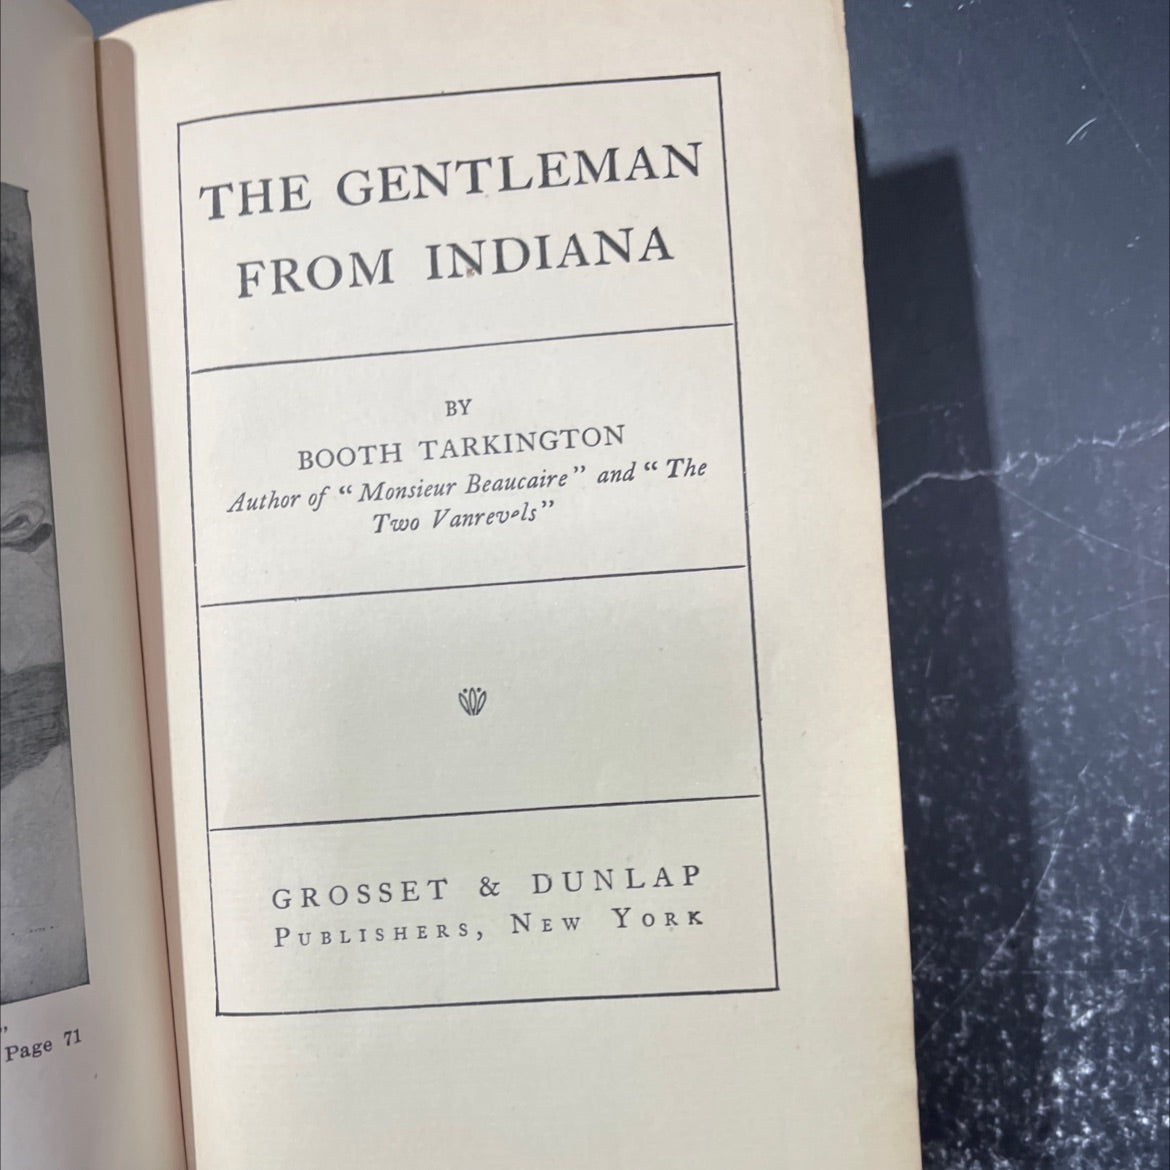 THE GENTLEMAN
FROM INDIANA
BY
BOOTH TARKINGTON
Author of “ Monsieur Beaucaire” and “ The
Two Vanrevels”
GROSSET & DUNLAP
PUBLISHERS, NEW YORK
”
Page 71